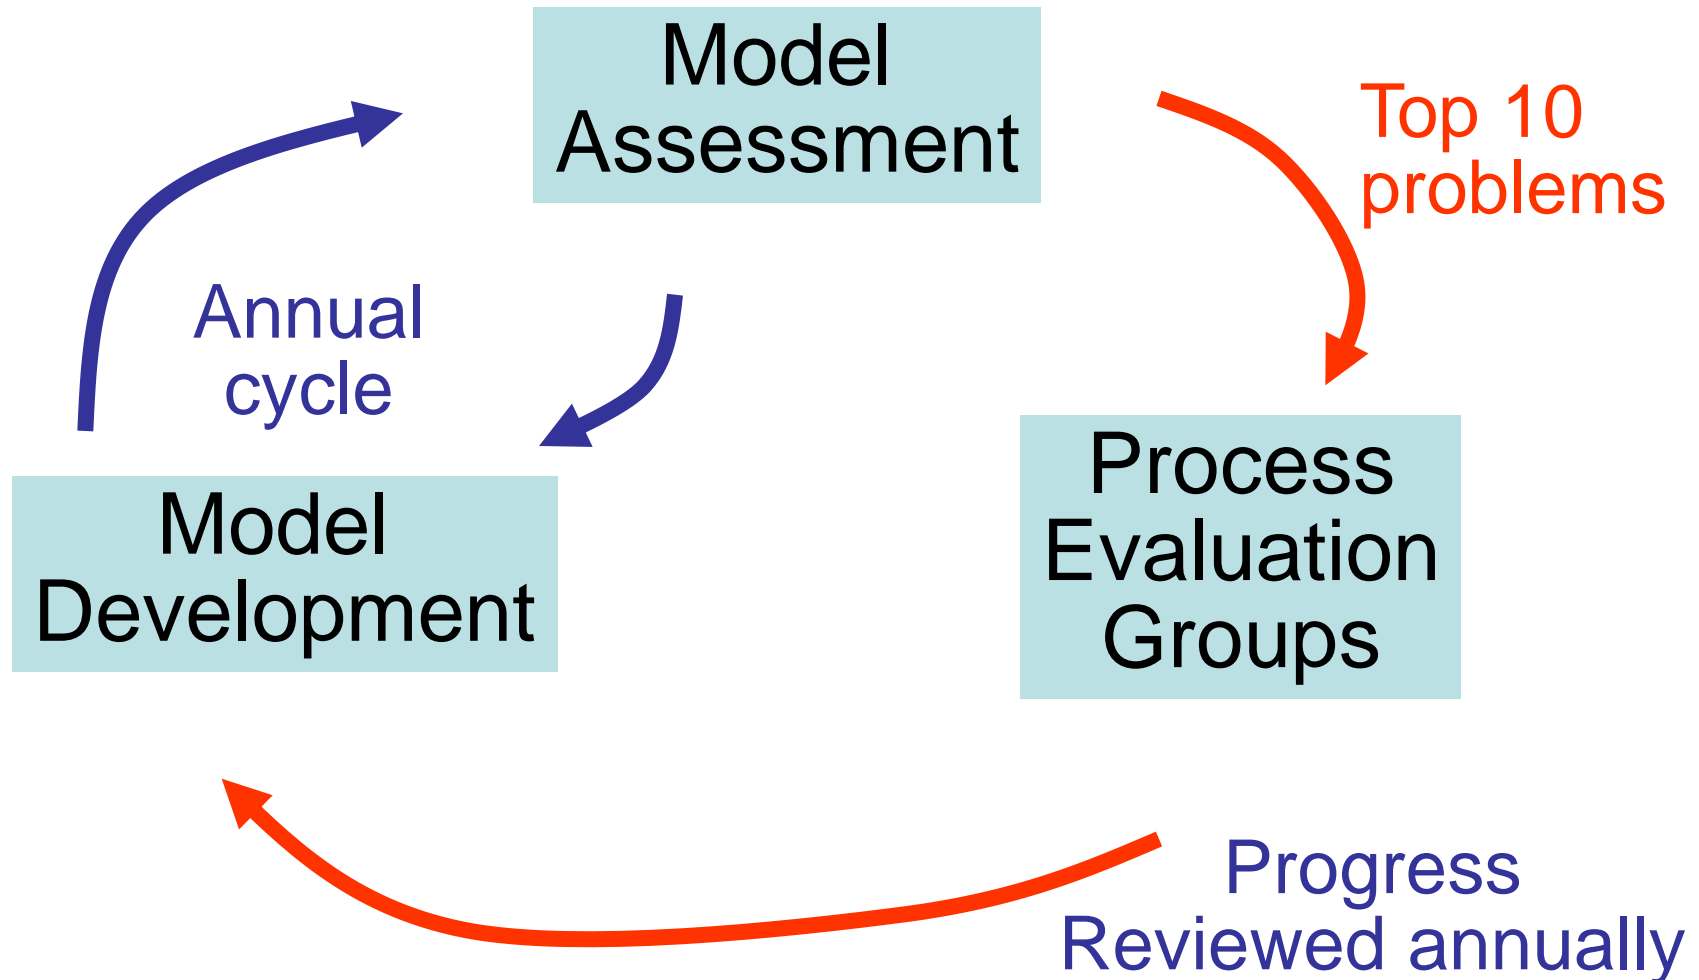 Model
Assessment
Top 10
problems
Annual
cycle
Model
Development
Process
Evaluation
Groups
Progress
Reviewed annually